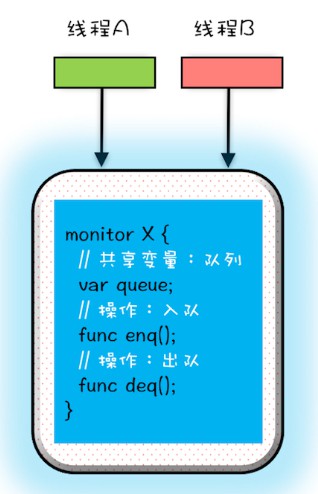 线程A 线程B
monitor X {
// 共享变量：队列
var queue;
// 操作：入队
func enq();
// 操作：出队
func deq();
}